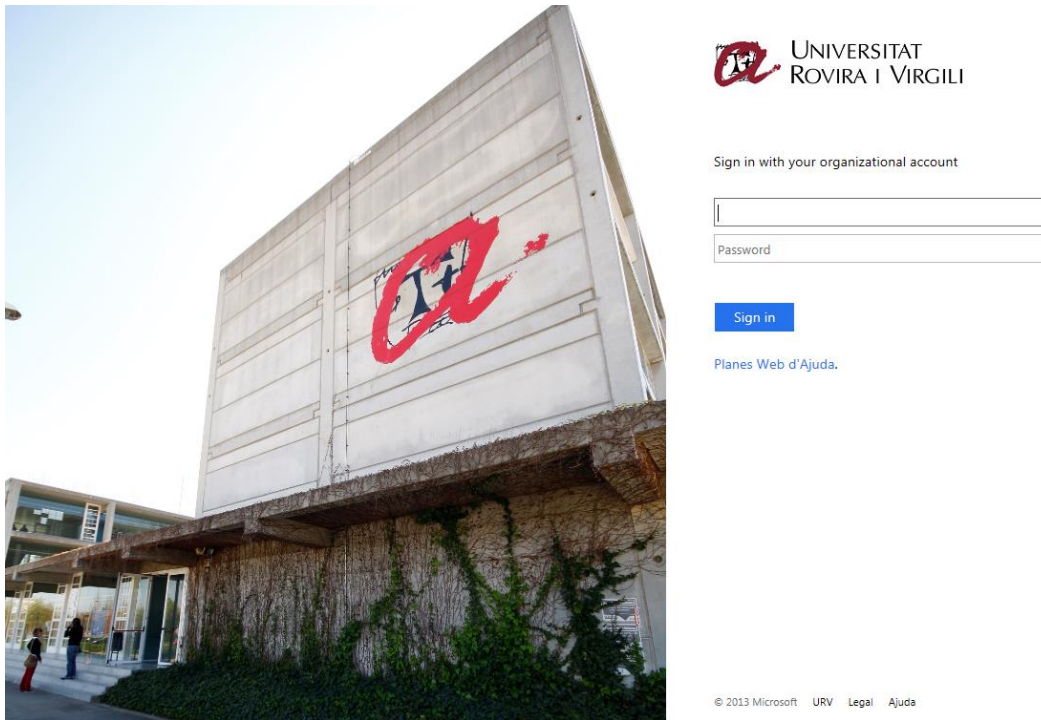 UNIVERSITAT
ROVIRA I VIRGILI
Sign in with your organizational account
Password
Sign in
Planes Web d'Ajuda.
© 2013 Microsoft URV Legal Ajuda